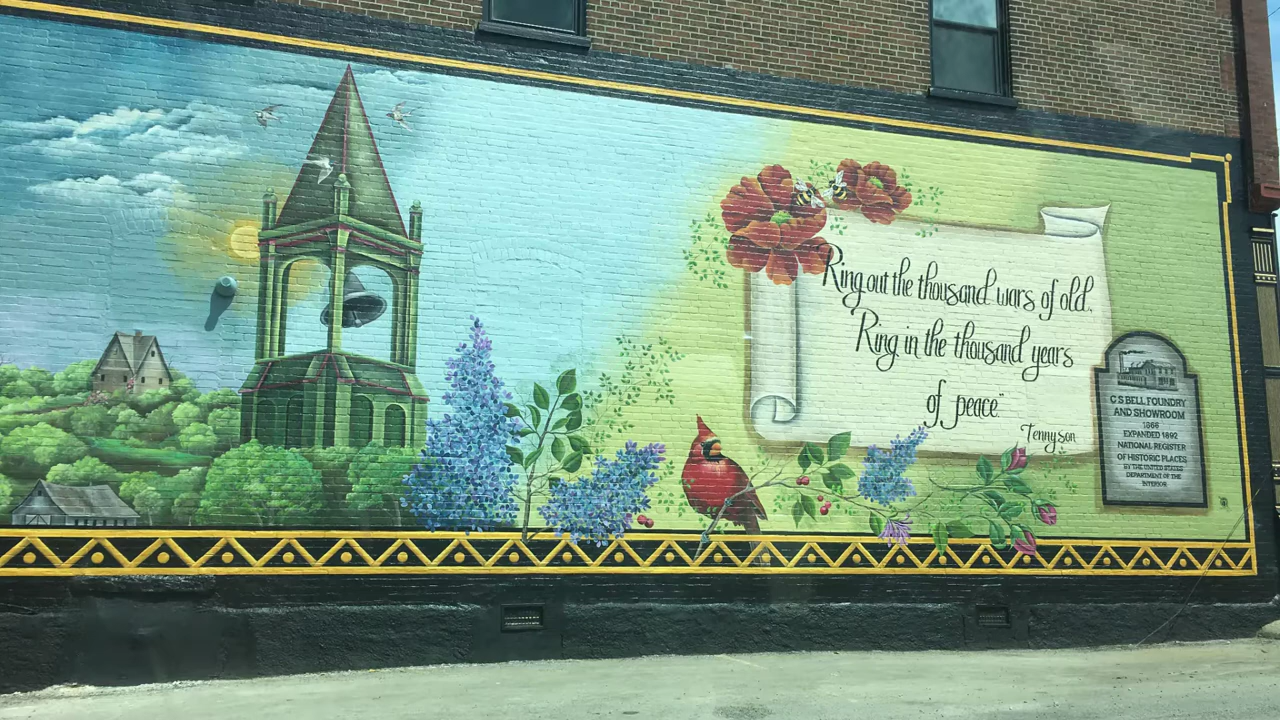 Ring out the thousand wars of old,
Ring in the thousand years
of peace."
Tennyson
C S BELL FOUNDRY
AND SHOWROOM
1866
EXPANDED 1892
NATIONAL REGISTER
OF HISTORIC PLACES
BY THE UNITED STATES
DEPARTMENT OF THE
INTERIOR